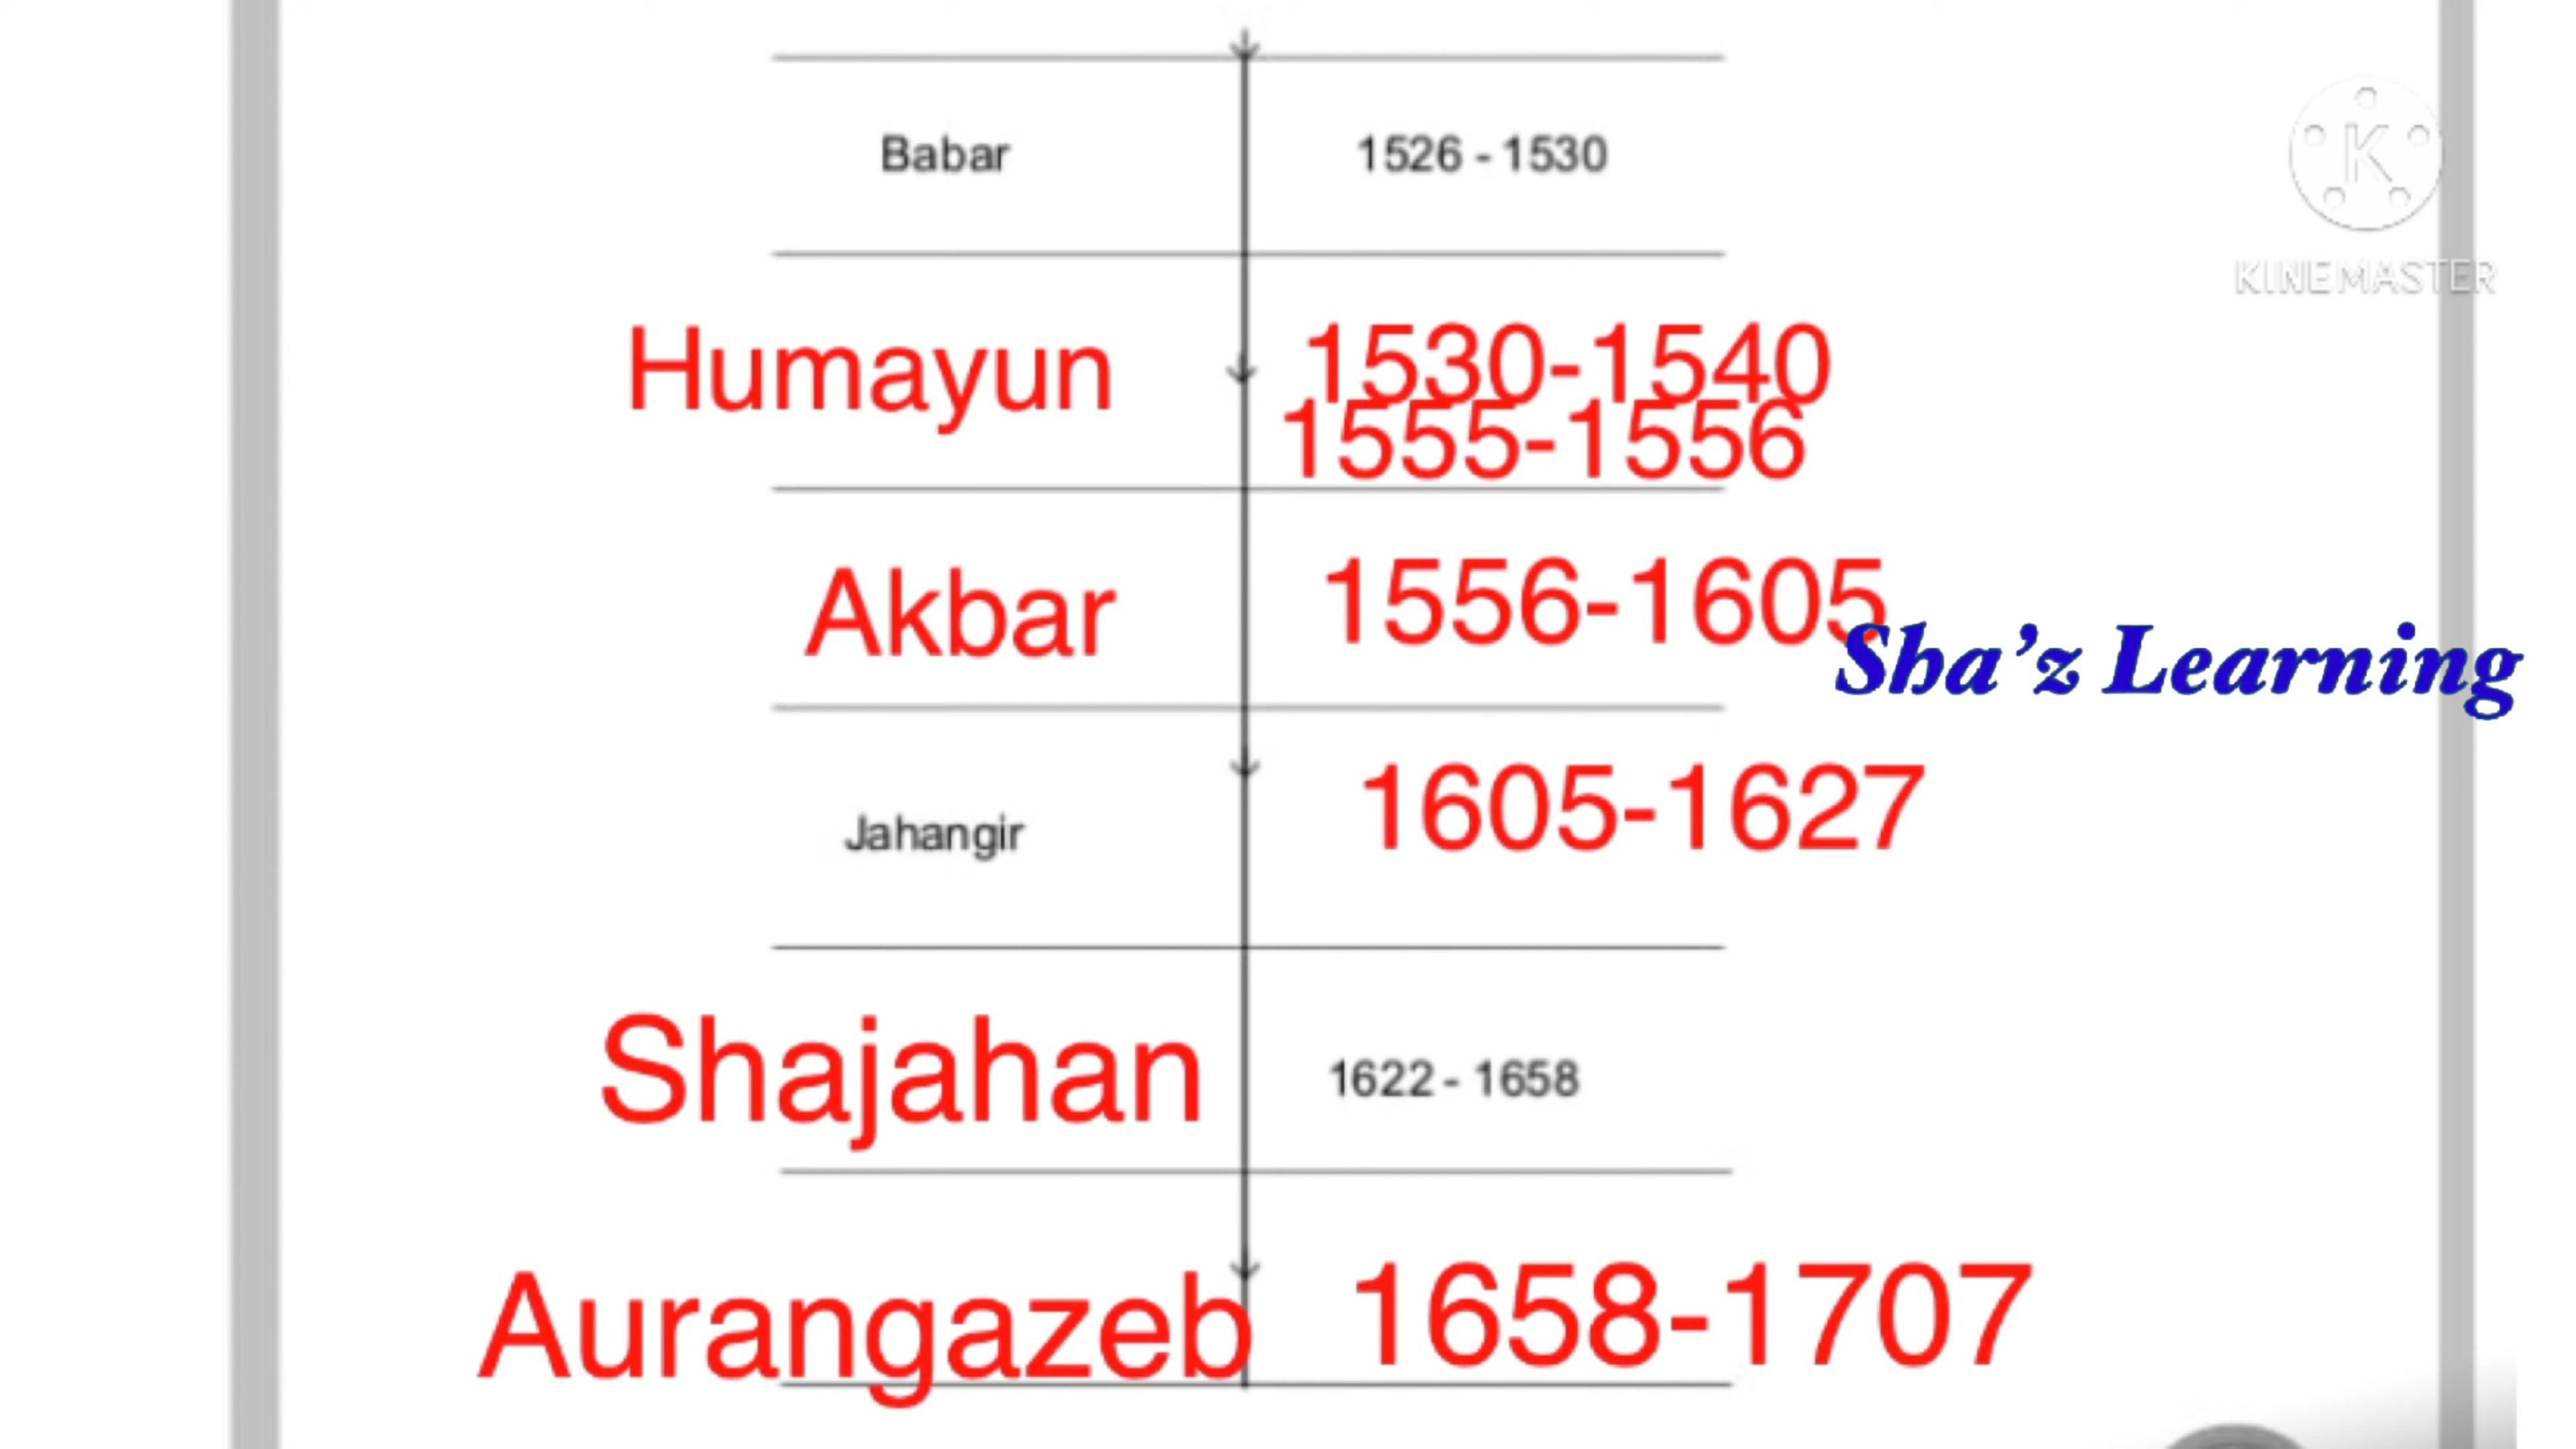 Babar 1526 - 1530
KINEMASTER
Humayun 1530-1540
1555-1556
Akbar 1556-1605
Sha’z Learning
Jahangir 1605-1627
Shajahan 1622 - 1658
Aurangazeb 1658-1707